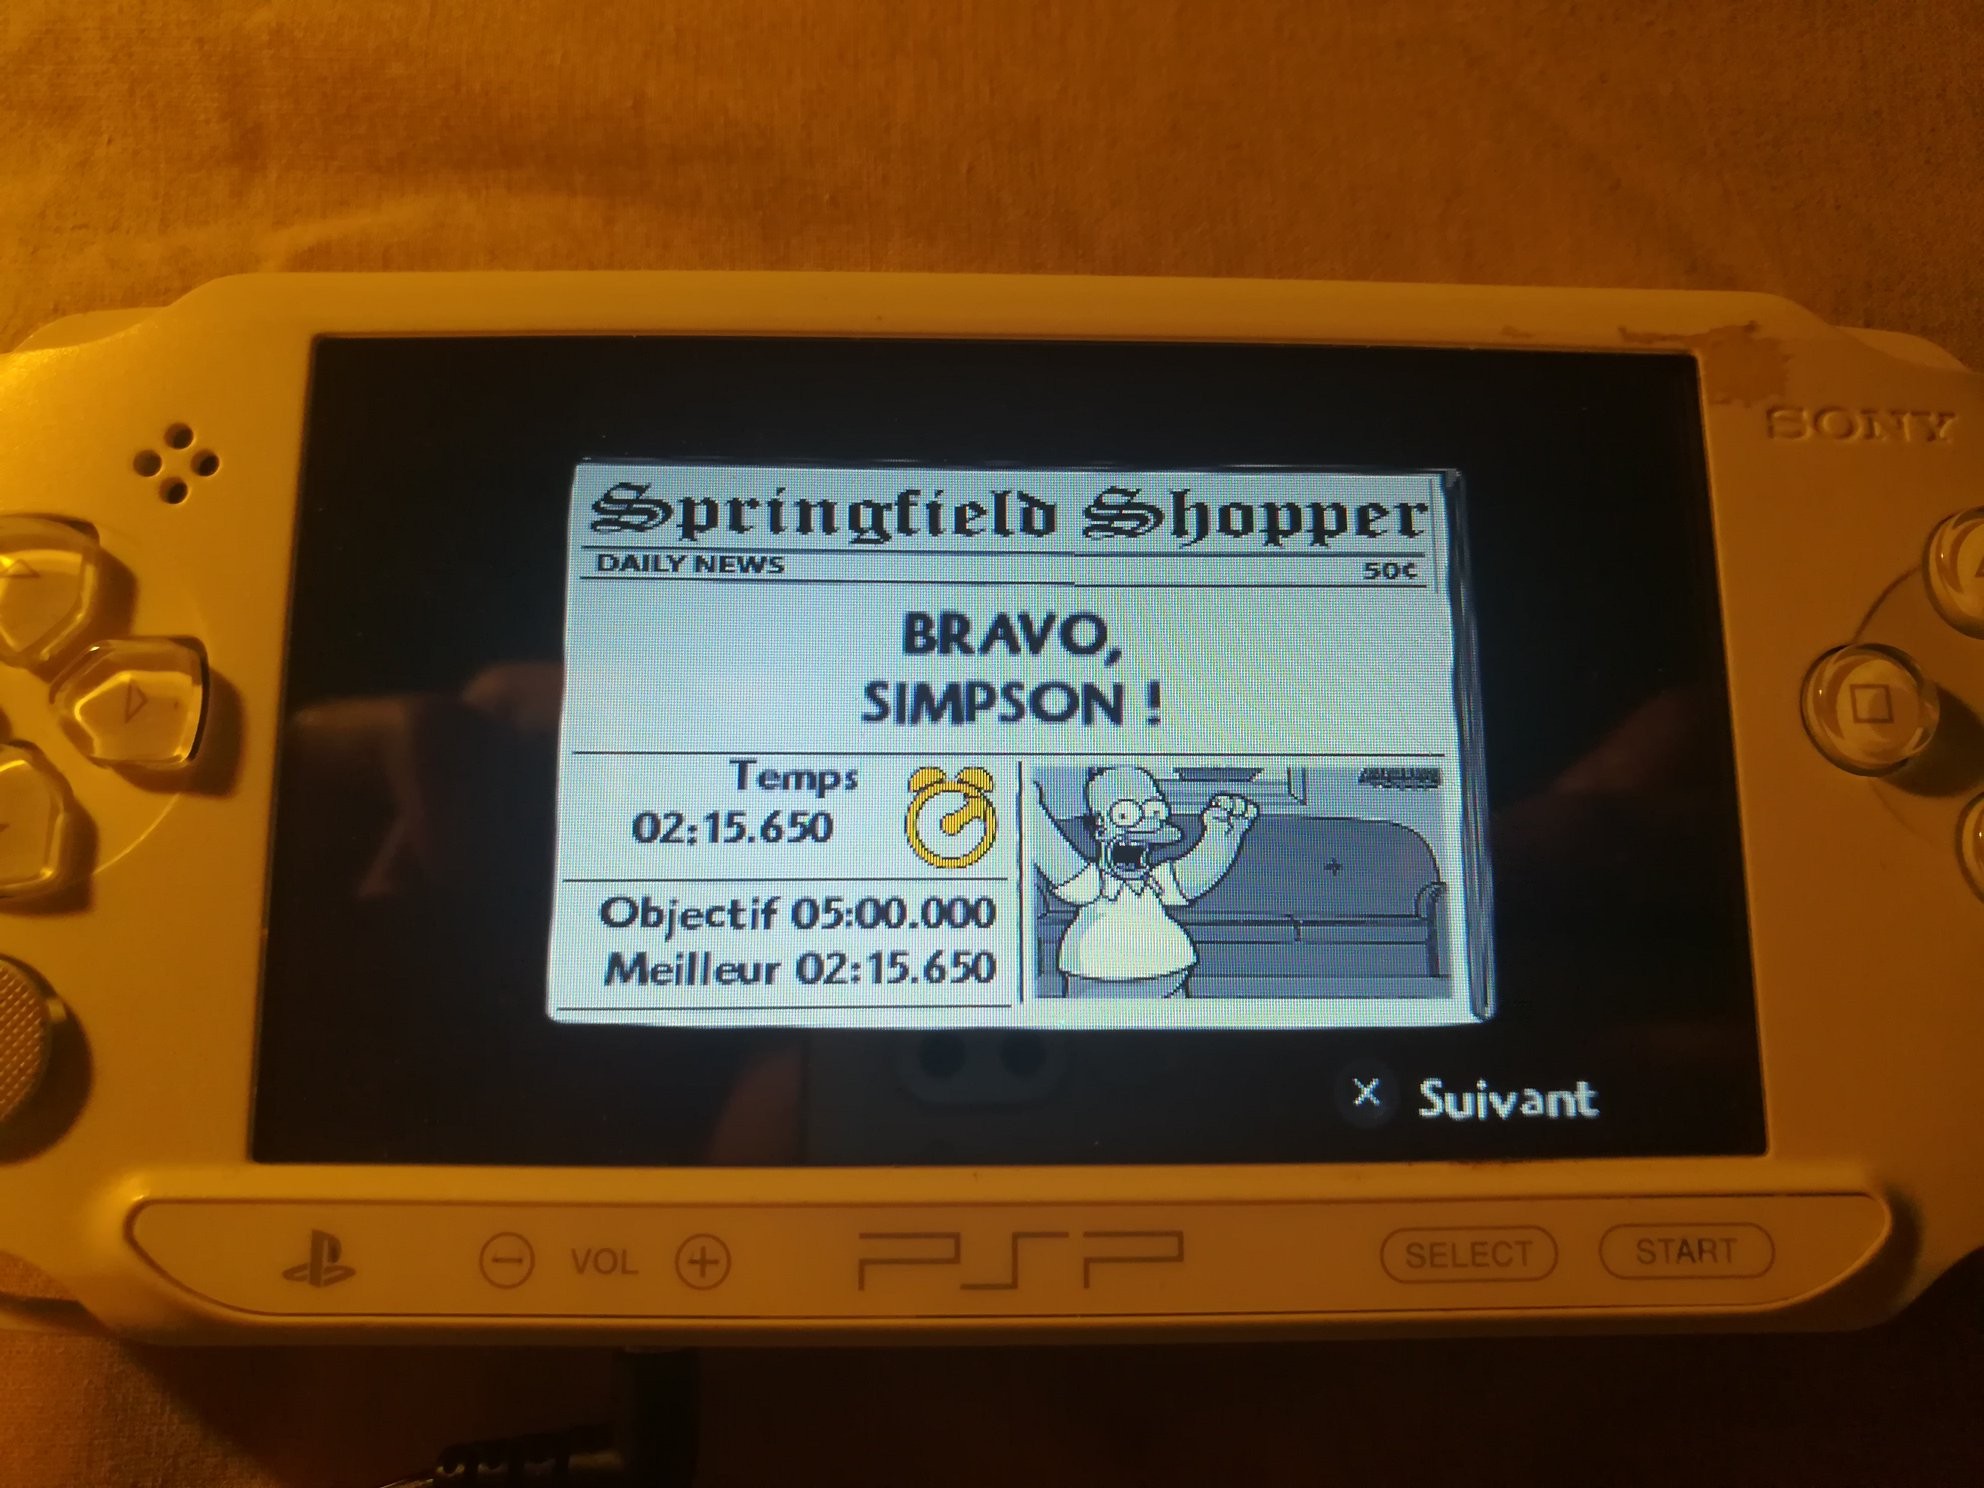 SONY
Springfield Shopper
DAILY NEWS 50¢
BRAVO,
SIMPSON !
Temps
02:15.650
Objectif 05:00.000
Meilleur 02:15.650
X Suivant
VOL
PSP
SELECT
START